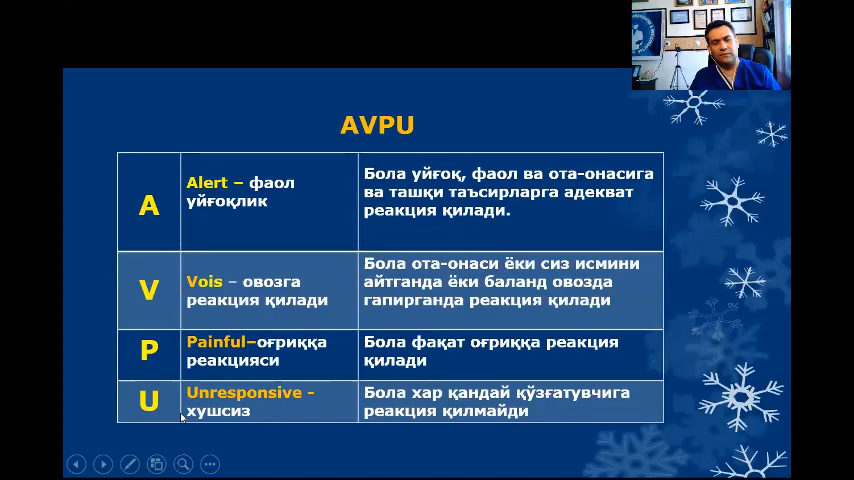 AVPU
A
Alert – фаол
уйғоқлик
Бола уйғоқ, фаол ва ота-онасига
ва ташқи таъсирларга адекват
реакция қилади.
V
Vois – овозга
реакция қилади
Бола ота-онаси ёки сиз исмини
айтганда ёки баланд овозда
гапирганда реакция қилади
P
Painful–оғриққа
реакцияси
Бола фақат оғриққа реакция
қилади
U
Unresponsive -
хушсиз
Бола хар қандай қўзғатувчига
реакция қилмайди